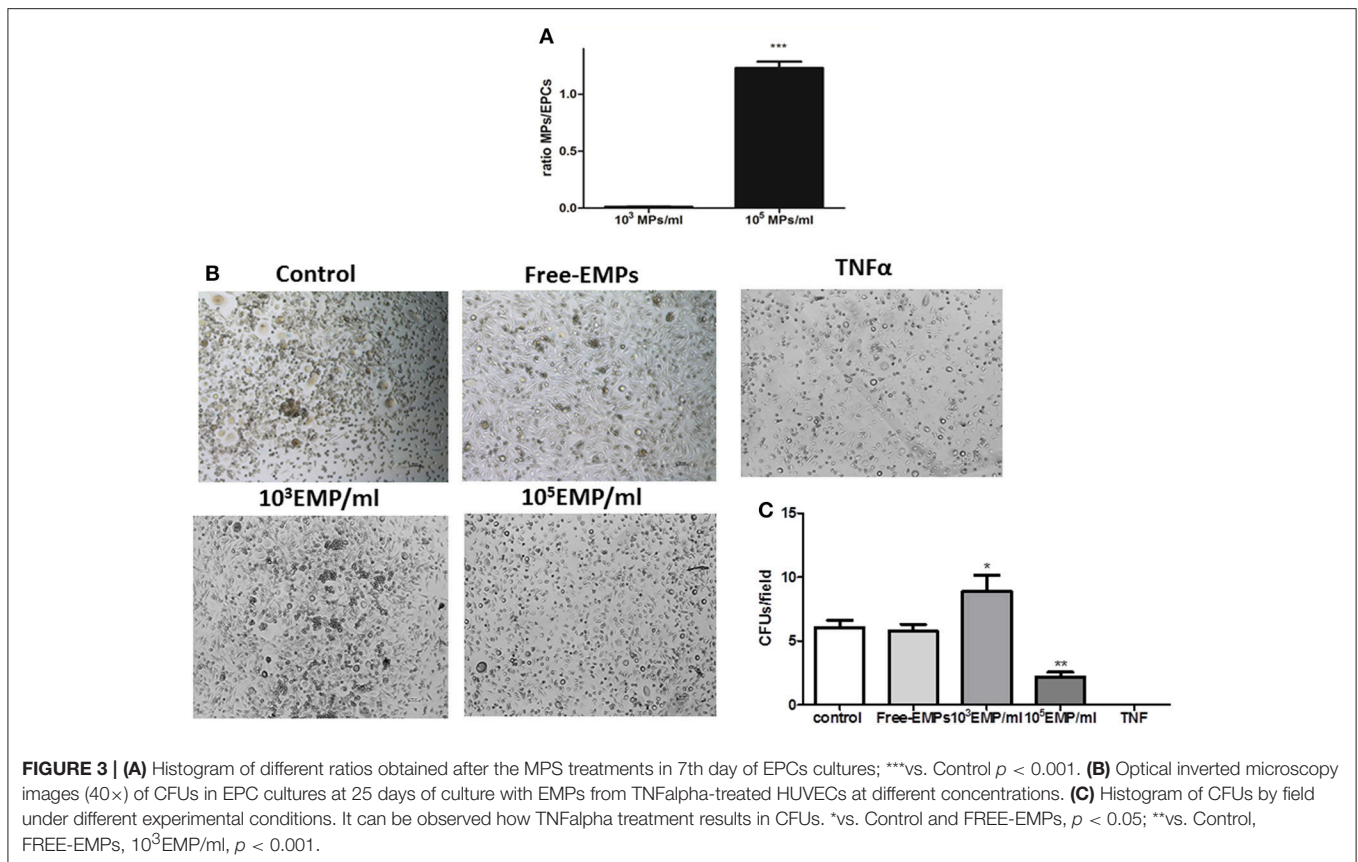 A
***
ratio MPs/EPCs
1.0
0.5
0.0
10³ MPs/ml 10⁵ MPs/ml
B
Control Free-EMPs TNFα
10³EMP/ml 10⁵EMP/ml
C
CFUs/field
15
10
5
0
*
**
control Free-EMPs 10³EMP/ml 10⁵EMP/ml TNF
FIGURE 3 | (A) Histogram of different ratios obtained after the MPS treatments in 7th day of EPCs cultures; ***vs. Control p < 0.001. (B) Optical inverted microscopy
images (40×) of CFUs in EPC cultures at 25 days of culture with EMPs from TNFalpha-treated HUVECs at different concentrations. (C) Histogram of CFUs by field
under different experimental conditions. It can be observed how TNFalpha treatment results in CFUs. *vs. Control and FREE-EMPs, p < 0.05; **vs. Control,
FREE-EMPs, 10³EMP/ml, p < 0.001.